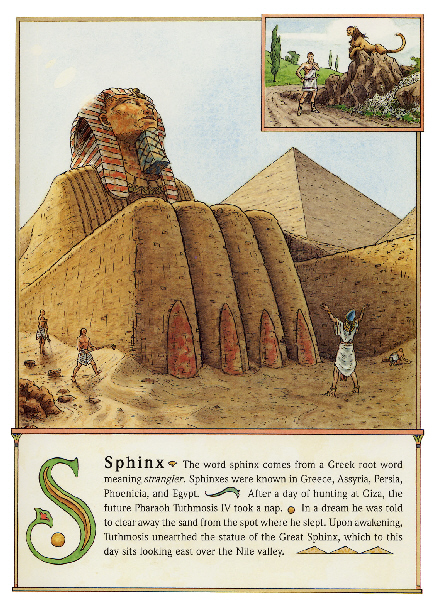 Sphinx The word sphinx comes from a Greek root word
meaning strangler. Sphinxes were known in Greece, Assyria, Persia,
Phoenicia, and Egypt. After a day of hunting at Giza, the
future Pharaoh Tuthmosis IV took a nap. In a dream he was told
to clear away the sand from the spot where he slept. Upon awakening,
Tuthmosis unearthed the statue of the Great Sphinx, which to this
day sits looking east over the Nile valley.
S